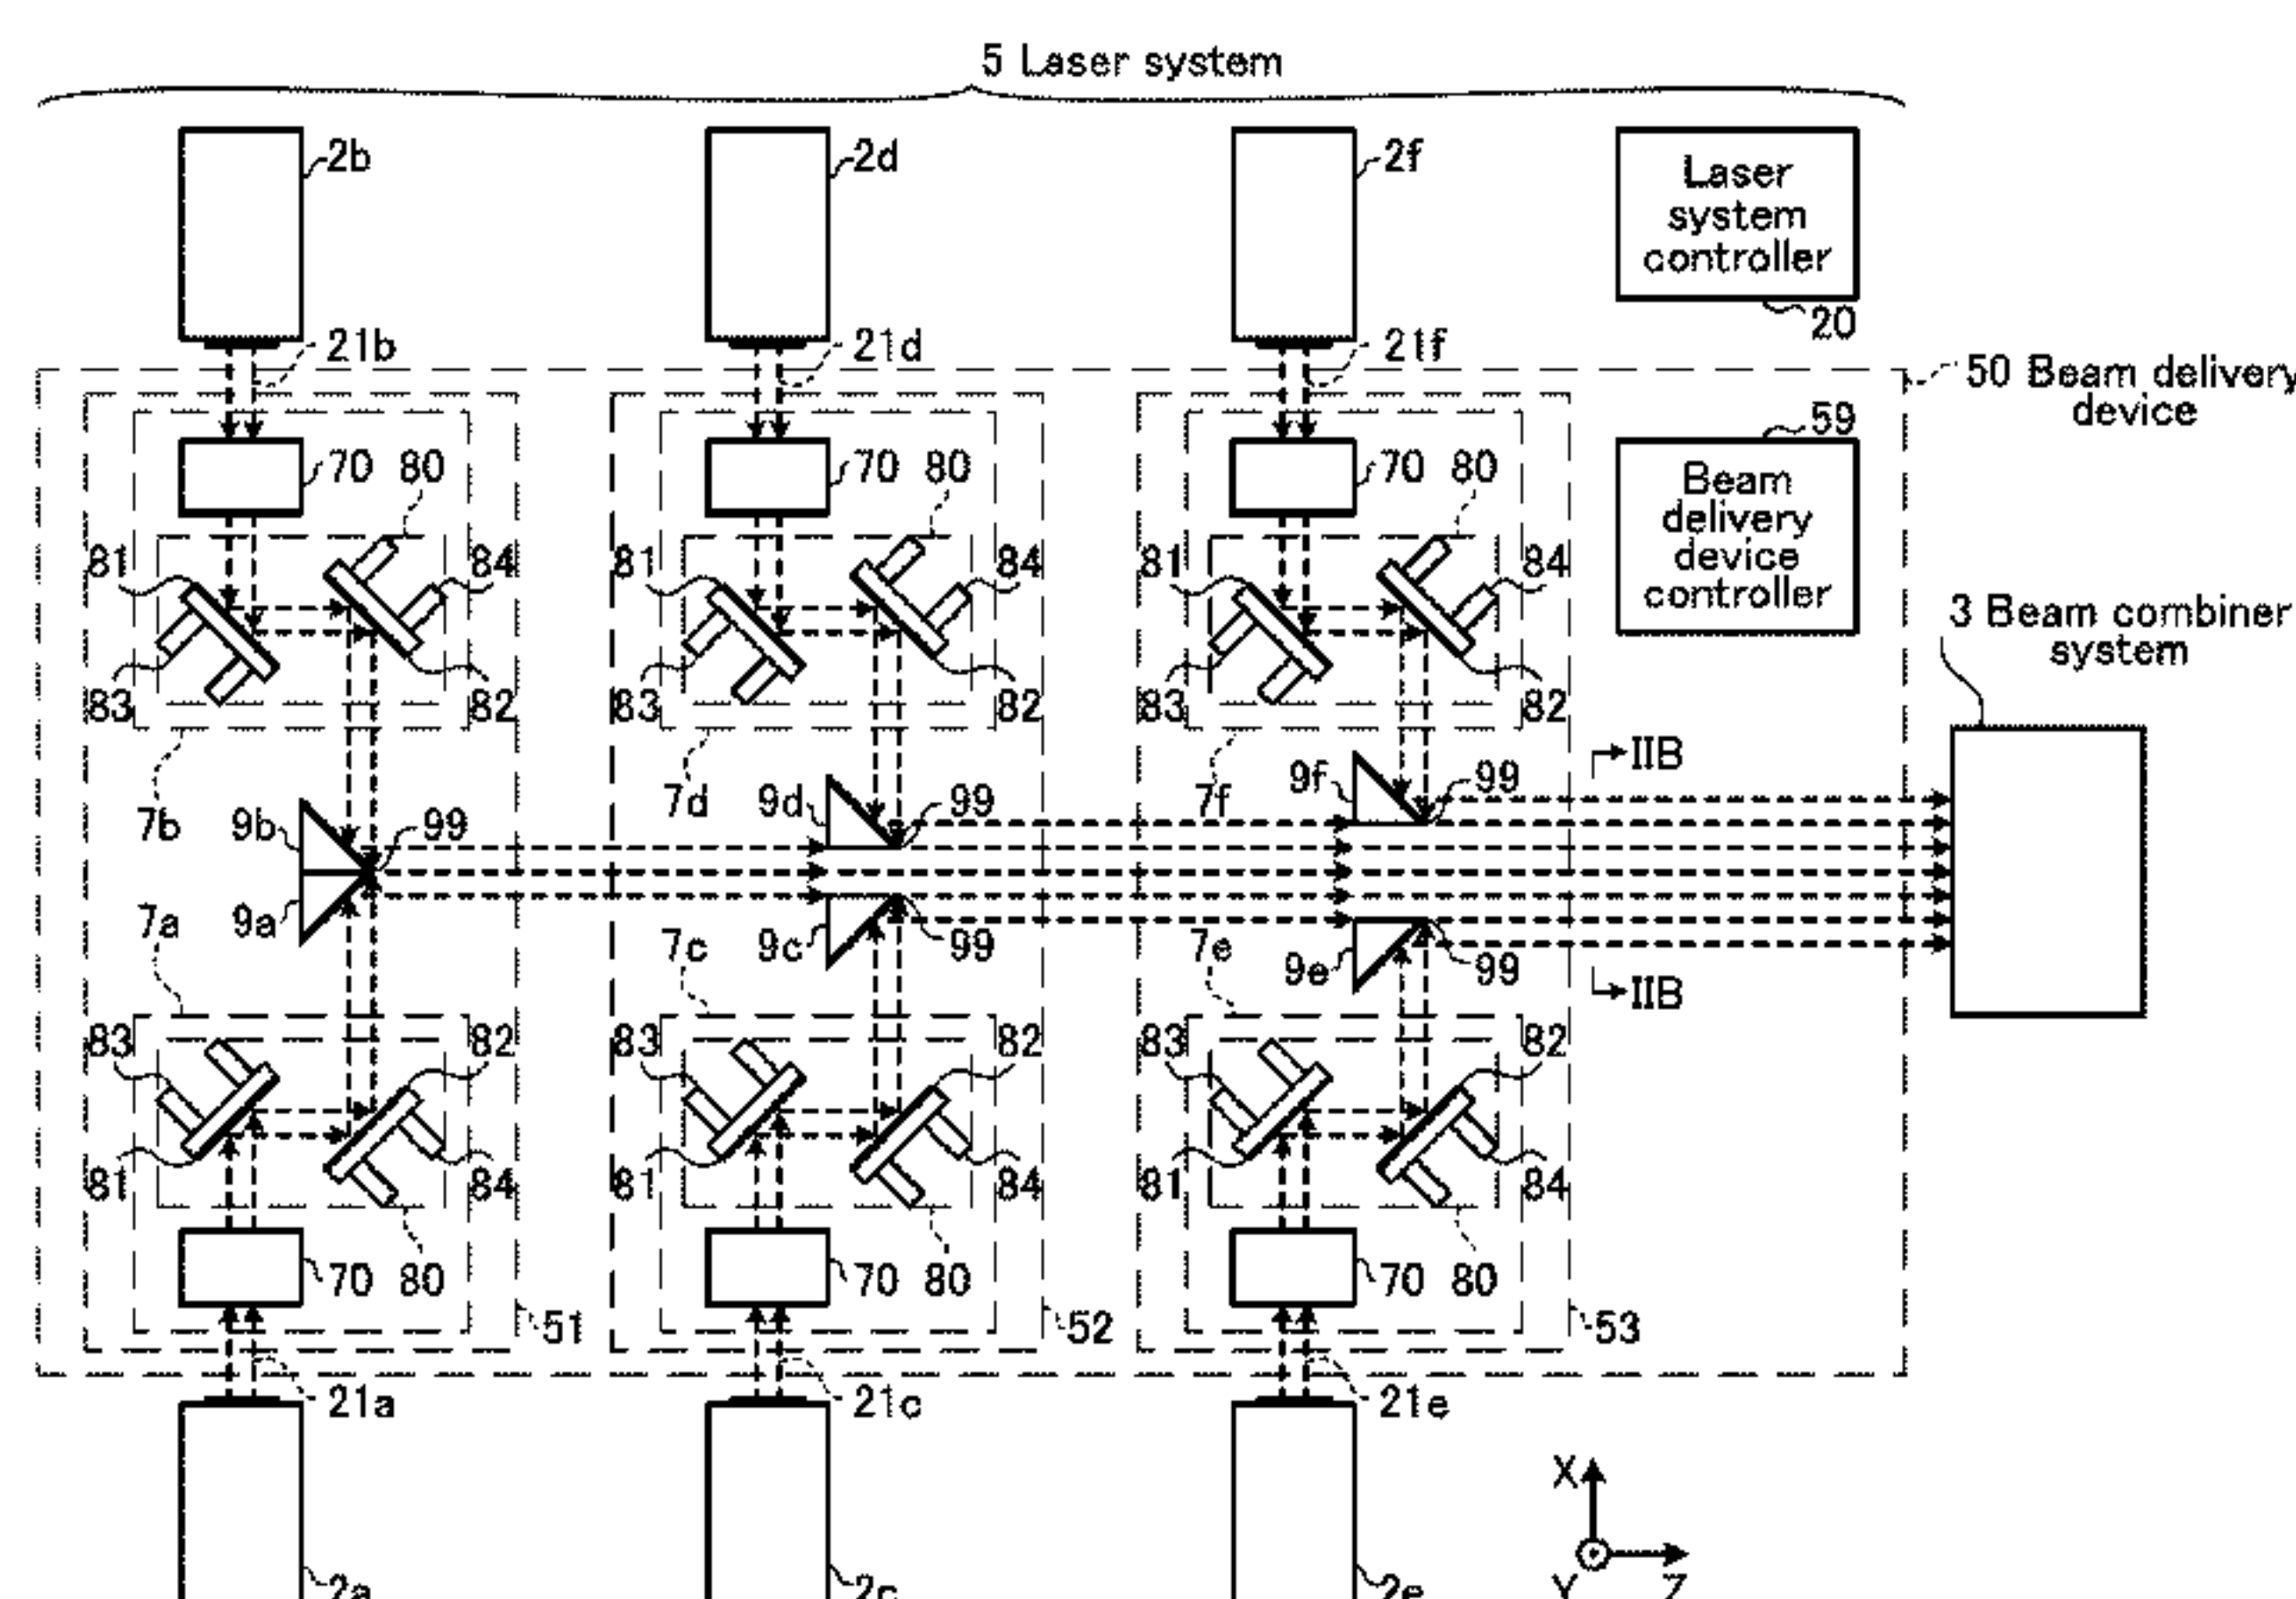 5 Laser system
2b
2d
2f
Laser
system
controller
20
21b
21d
21f
50 Beam delivery
device
59
Beam
delivery
device
controller
70 80
70 80
70 80
81 84
81 84
81 84
3 Beam combiner
system
83 82
83 82
83 82
IIB
7b 9b 99
7d 9d 99
7f 9f 99
7a 9a
7c 9c 99
7e 9e 99
IIB
83 82
83 82
83 82
81 84
81 84
81 84
70 80
70 80
70 80
51
52
53
21a
21c
21e
X
2a
2c
2e
Y Z